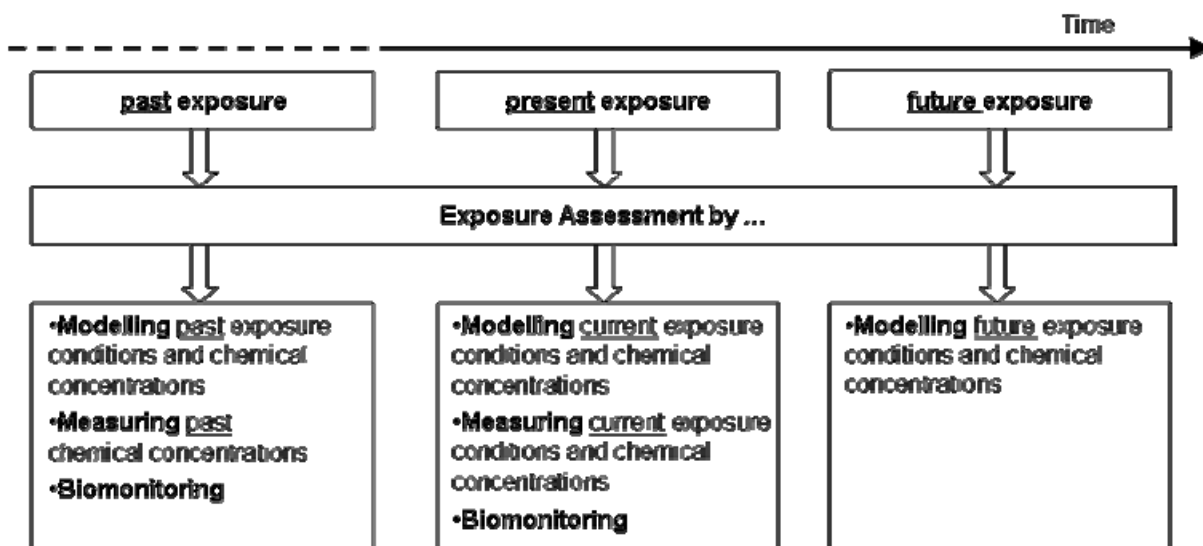 Time
past exposure
present exposure
future exposure
Exposure Assessment by ...
•Modelling past exposure
conditions and chemical
concentrations
•Measuring past
chemical concentrations
•Biomonitoring
•Modelling current exposure
conditions and chemical
concentrations
•Measuring current exposure
conditions and chemical
concentrations
•Biomonitoring
•Modelling future exposure
conditions and chemical
concentrations